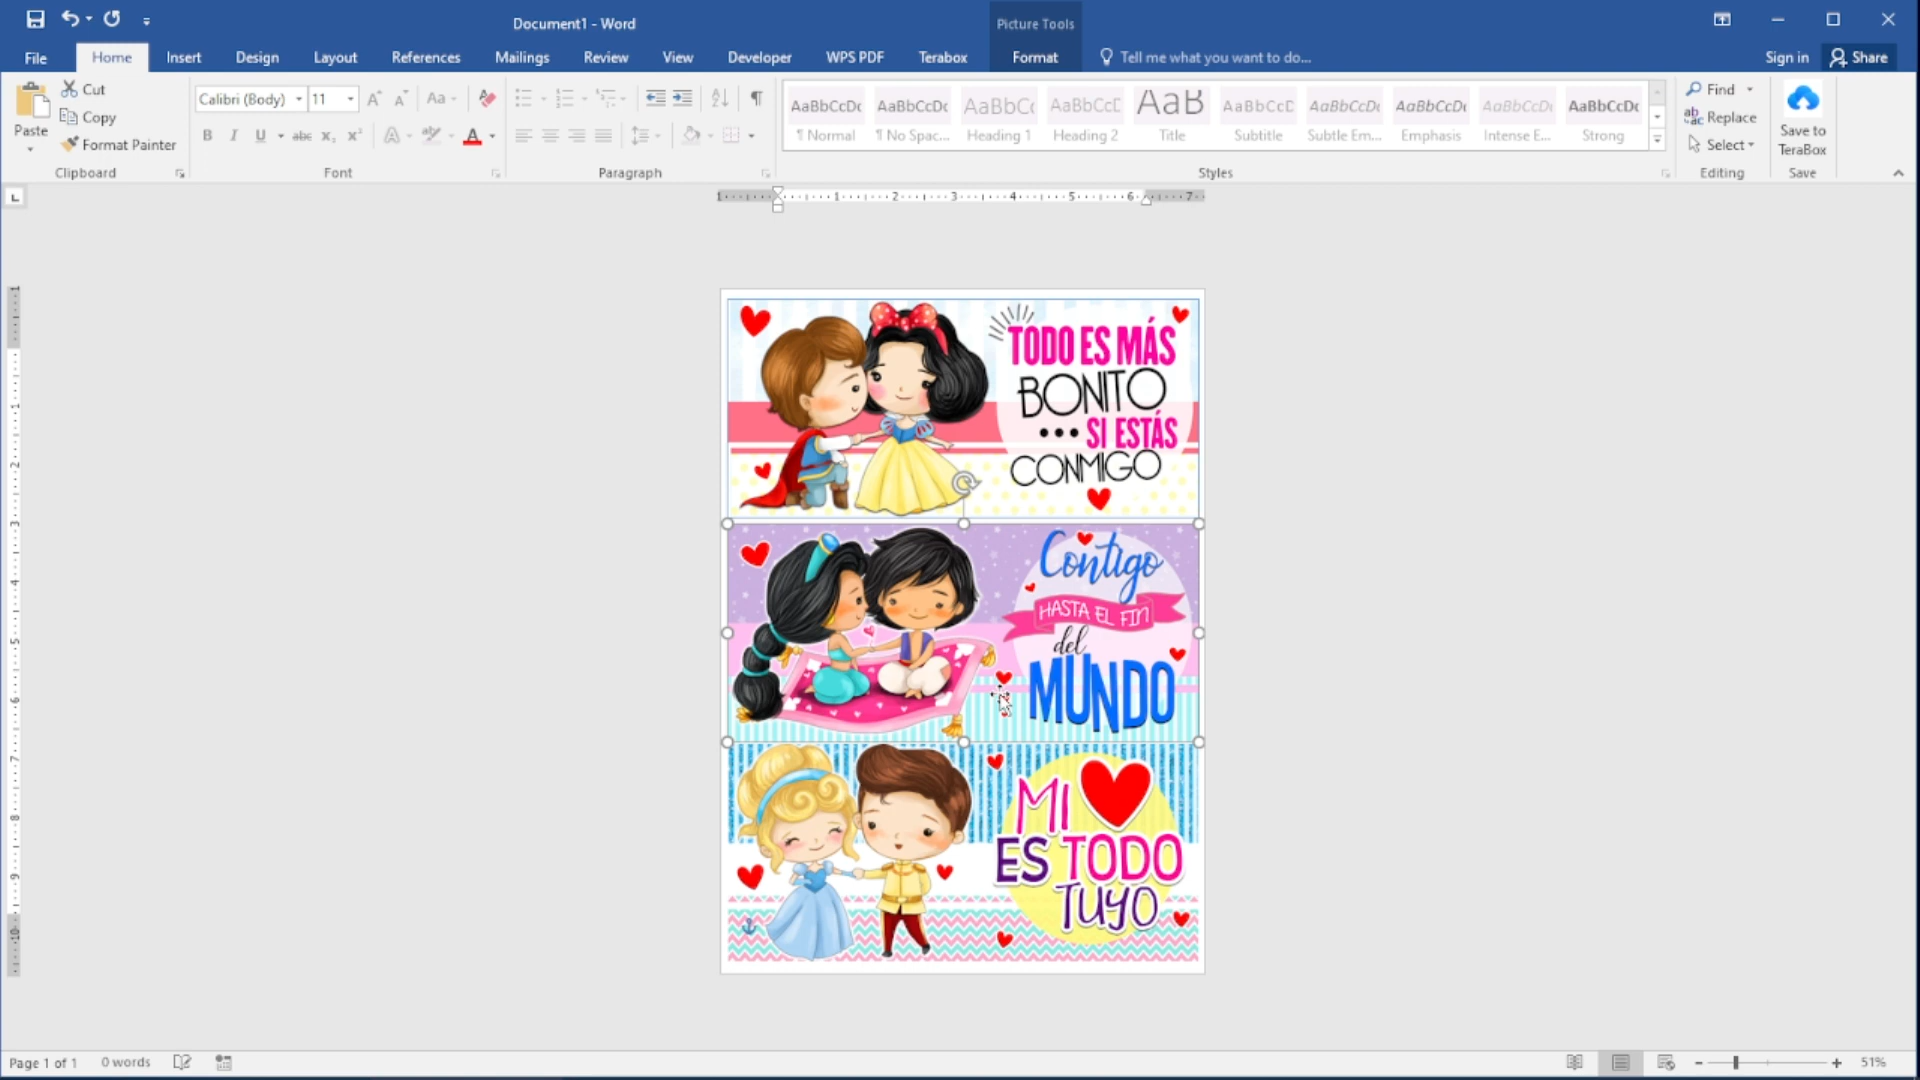 Document1 - Word
Picture Tools
File
Home
Insert
Design
Layout
References
Mailings
Review
View
Developer
WPS PDF
Terabox
Format
Tell me what you want to do...
Sign in
Share
Paste
Cut
Copy
Format Painter
Clipboard
Calibri (Body)
11
Font
Paragraph
AaBbCcDc
¶ Normal
AaBbCcDc
¶ No Spac...
AaBbCc
Heading 1
AaBbCcD
Heading 2
AaB
Title
AaBbCcD
Subtitle
AaBbCcDc
Subtle Em...
AaBbCcDc
Emphasis
AaBbCcDc
Intense E...
AaBbCcDc
Strong
Styles
Find
Replace
Select
Editing
Save to
TeraBox
Save
TODO ES MÁS
BONITO
... SI ESTÁS
CONMIGO
Contigo
HASTA EL FIN
del
MUNDO
MI
ES TODO
TUYO
Page 1 of 1
0 words
51%